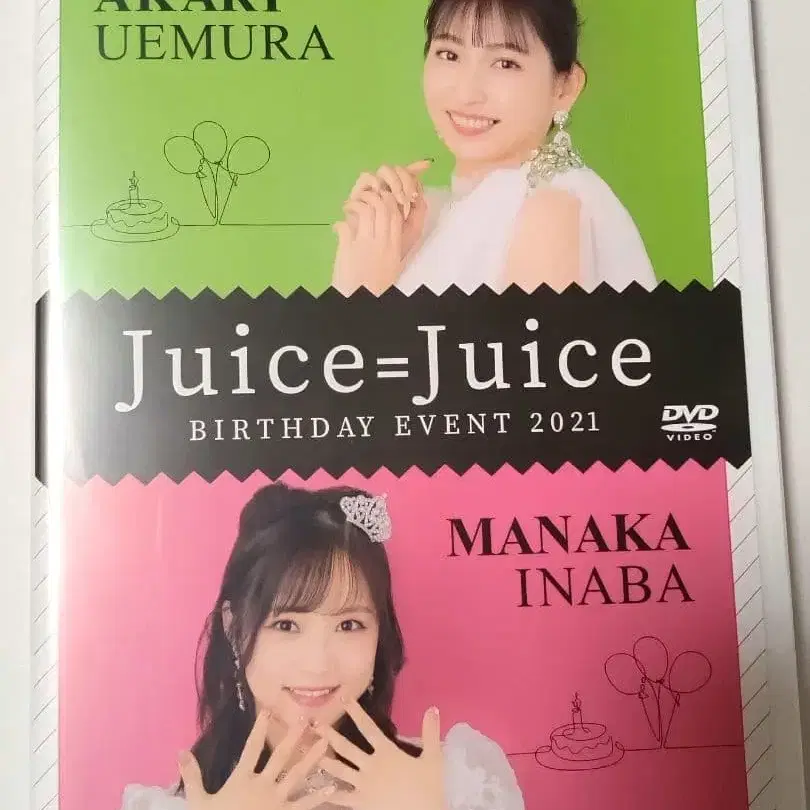 AKARI
UEMURA
Juice=Juice
BIRTHDAY EVENT 2021
DVD
VIDEO
MANAKA
INABA